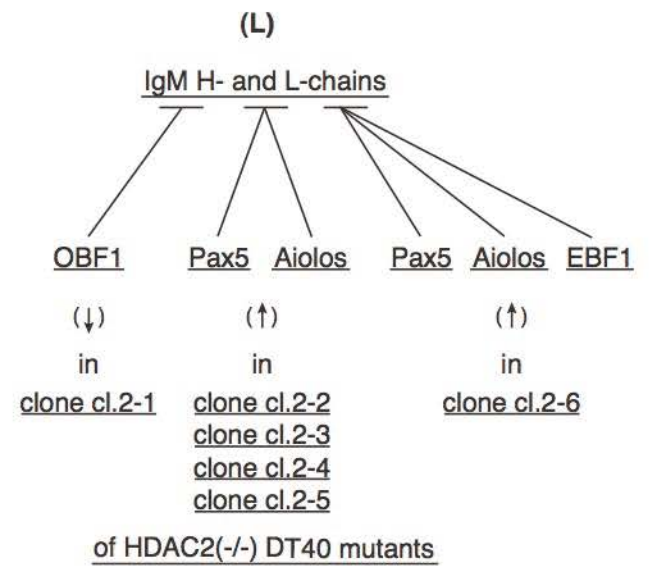 (L)
IgM H- and L-chains
OBF1 Pax5 Aiolos Pax5 Aiolos EBF1
(↓) (↑) (↑)
in in in
clone cl.2-1 clone cl.2-2 clone cl.2-6
clone cl.2-3
clone cl.2-4
clone cl.2-5
of HDAC2(-/-) DT40 mutants